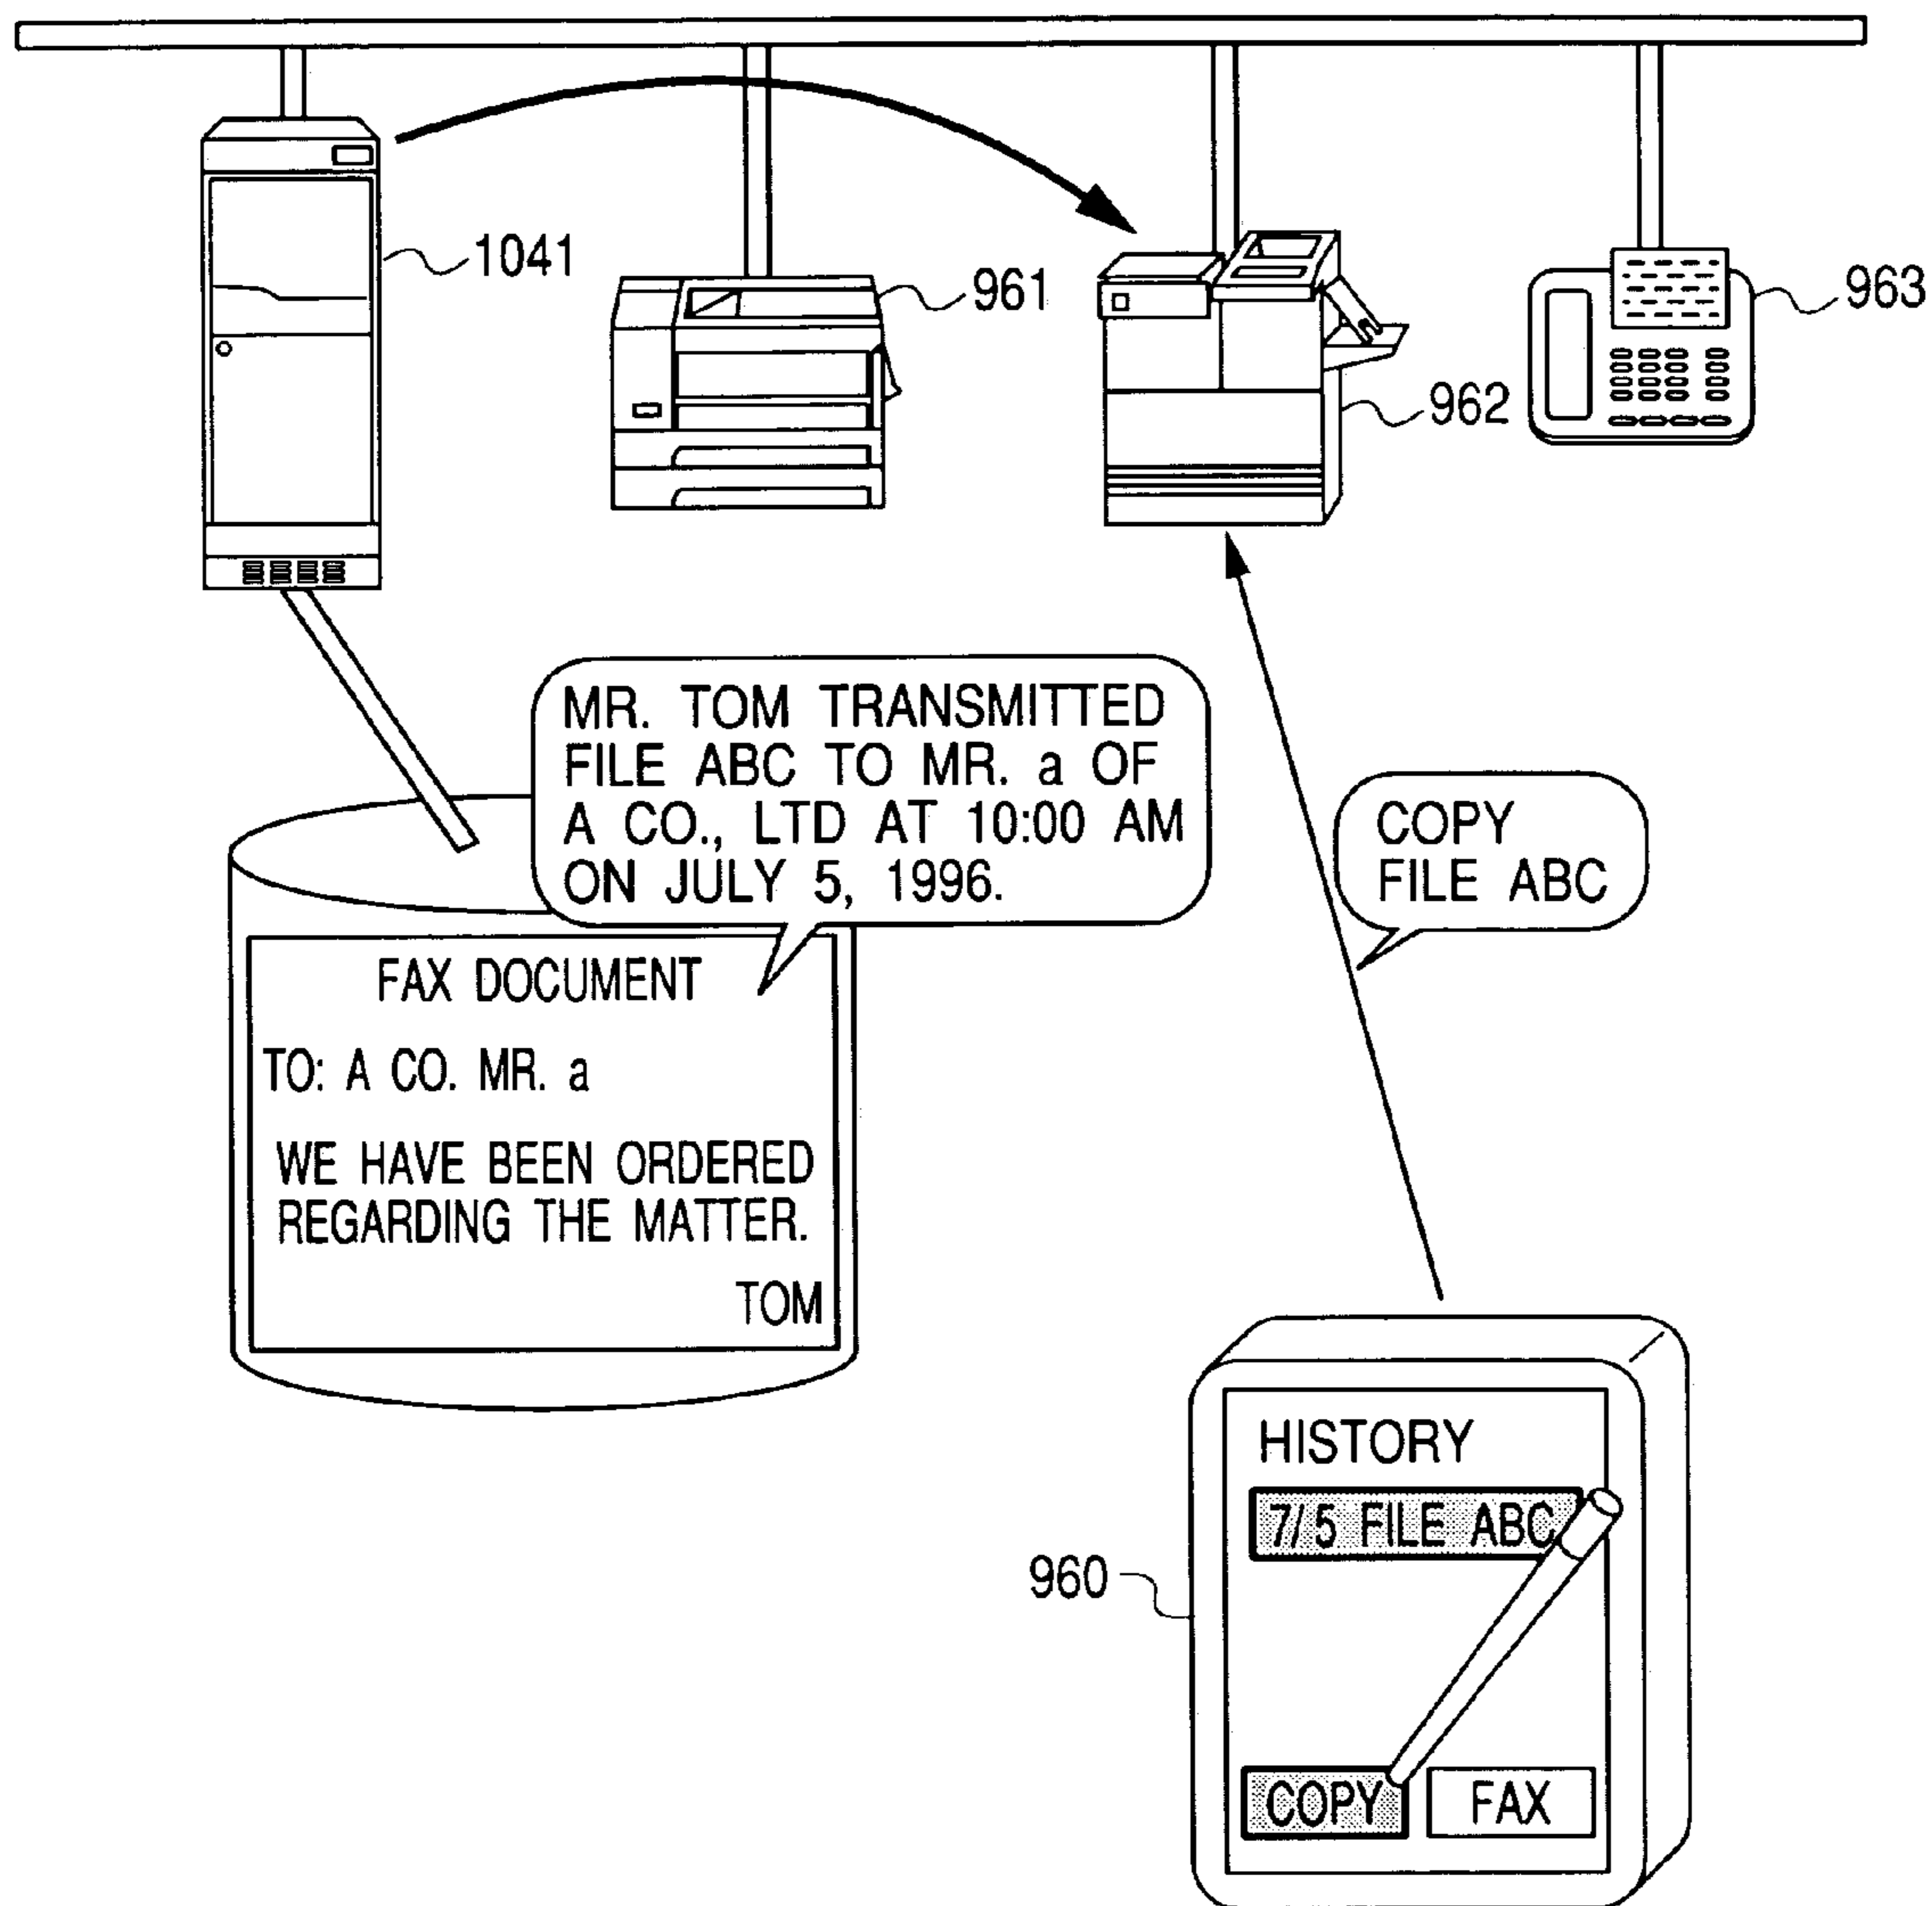 1041
961
962
963
MR. TOM TRANSMITTED
FILE ABC TO MR. a OF
A CO., LTD AT 10:00 AM
ON JULY 5, 1996.
COPY
FILE ABC
FAX DOCUMENT
TO: A CO. MR. a
WE HAVE BEEN ORDERED
REGARDING THE MATTER.
TOM
960
HISTORY
7/5 FILE ABC
COPY
FAX